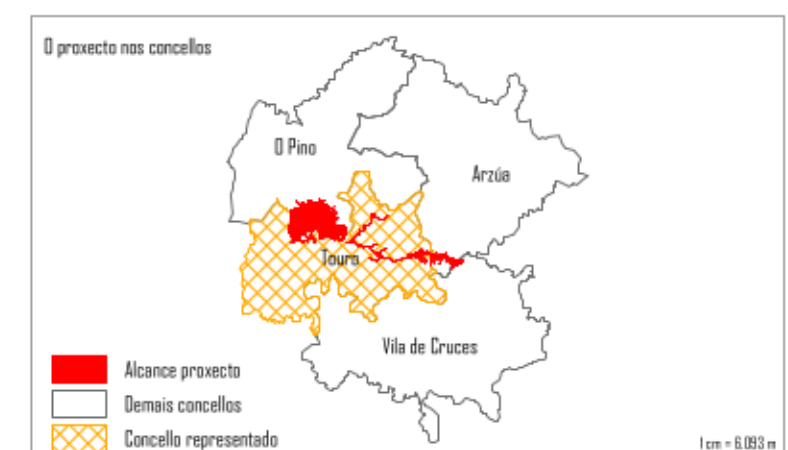 O proxecto nos concellos
O Pino
Arzúa
Touro
Vila de Cruces
Alcance proxecto
Demais concellos
Concello representado
1 cm = 6.093 m